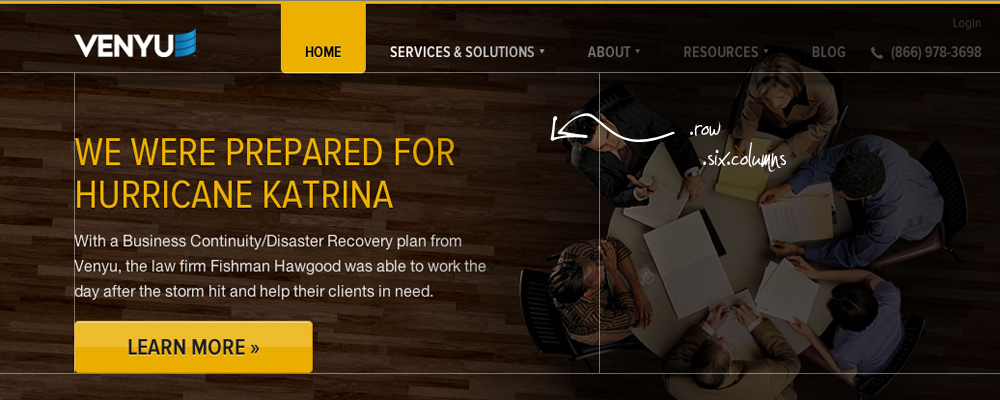 Login
VENYU
HOME SERVICES & SOLUTIONS ABOUT RESOURCES BLOG (866) 978-3698
.row
.six.columns
WE WERE PREPARED FOR
HURRICANE KATRINA
With a Business Continuity/Disaster Recovery plan from
Venyu, the law firm Fishman Hawgood was able to work the
day after the storm hit and help their clients in need.
LEARN MORE »